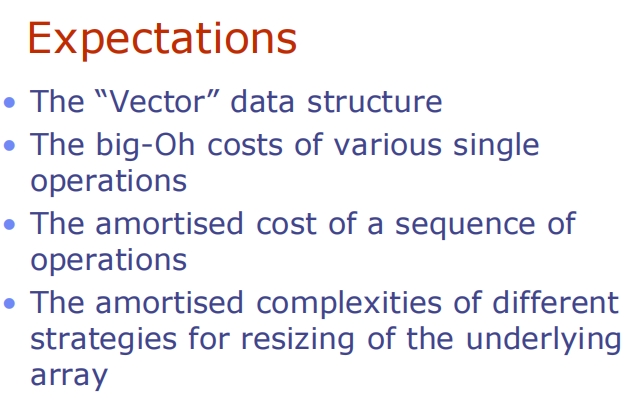 Expectations
• The “Vector” data structure
• The big-Oh costs of various single
operations
• The amortised cost of a sequence of
operations
• The amortised complexities of different
strategies for resizing of the underlying
array